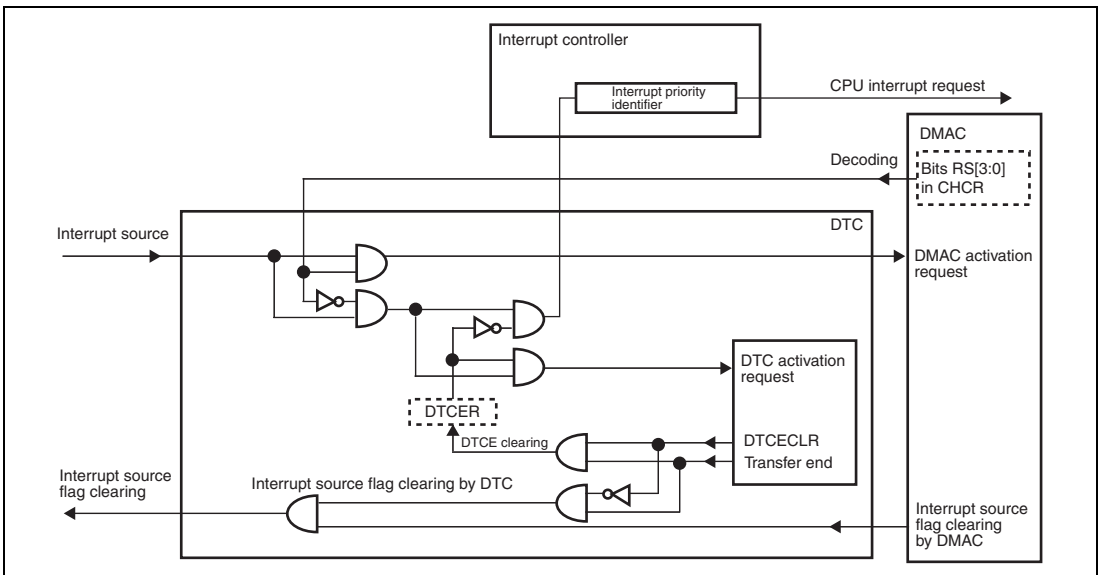 Interrupt controller
Interrupt priority
identifier
CPU interrupt request
DMAC
Decoding
Bits RS[3:0]
in CHCR
DTC
Interrupt source
DMAC activation
request
DTC activation
request
DTCER
DTCE clearing
DTCECLR
Transfer end
Interrupt source
flag clearing
Interrupt source flag clearing by DTC
Interrupt source
flag clearing
by DMAC